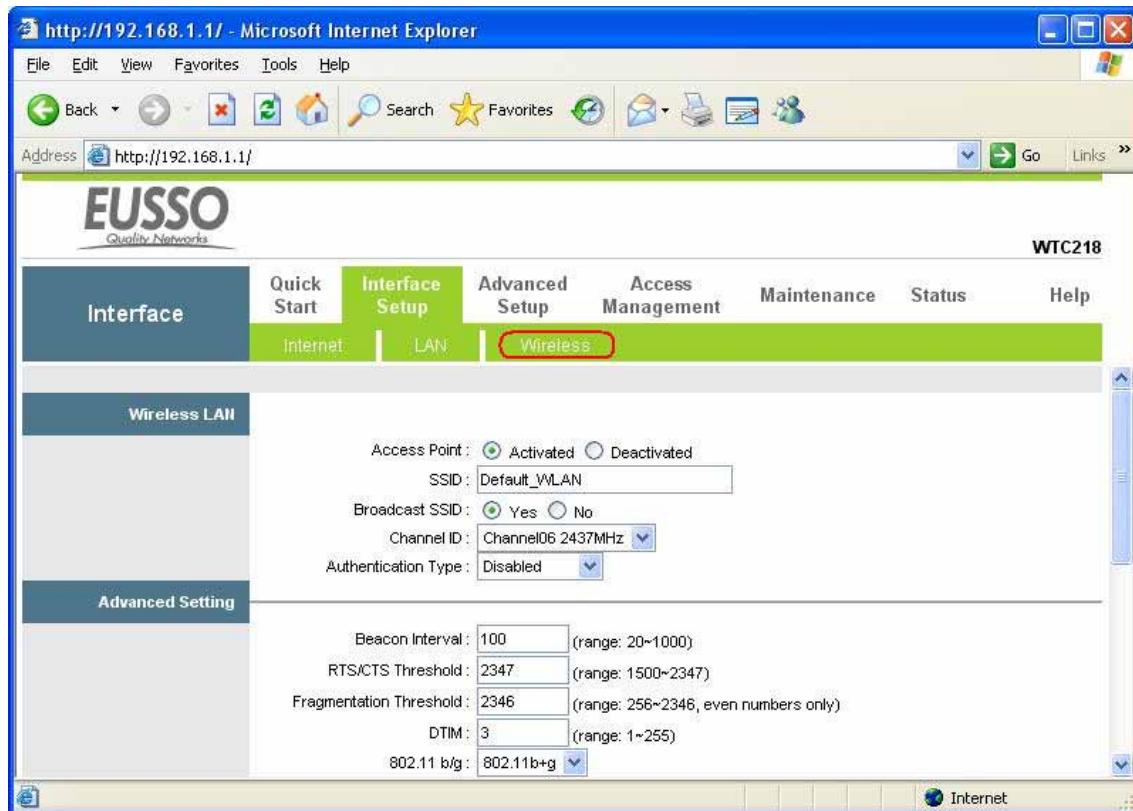 http://192.168.1.1/ - Microsoft Internet Explorer
File Edit View Favorites Tools Help
Back Search Favorites
Address http://192.168.1.1/ Go Links »
EUSSO
Quality Networks
WTC218
Interface
Quick Start
Interface Setup
Advanced Setup
Access Management
Maintenance
Status
Help
Internet LAN Wireless
Wireless LAN
Access Point : Activated Deactivated
SSID : Default_WLAN
Broadcast SSID : Yes No
Channel ID : Channel06 2437MHz
Authentication Type : Disabled
Advanced Setting
Beacon Interval : 100 (range: 20~1000)
RTS/CTS Threshold : 2347 (range: 1500~2347)
Fragmentation Threshold : 2346 (range: 256~2346, even numbers only)
DTIM : 3 (range: 1~255)
802.11 b/g : 802.11b+g
Internet